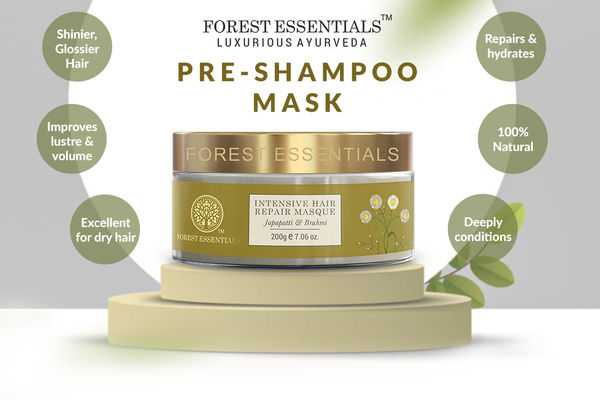 FOREST ESSENTIALS™
LUXURIOUS AYURVEDA
PRE-SHAMPOO
MASK
Shinier,
Glossier
Hair
Improves
lustre &
volume
Excellent
for dry hair
Repairs &
hydrates
100%
Natural
Deeply
conditions
FOREST ESSENTIALS
FOREST ESSENTIALS
INTENSIVE HAIR
REPAIR MASQUE
Japapatti & Brahmi
200g e 7.06 oz.